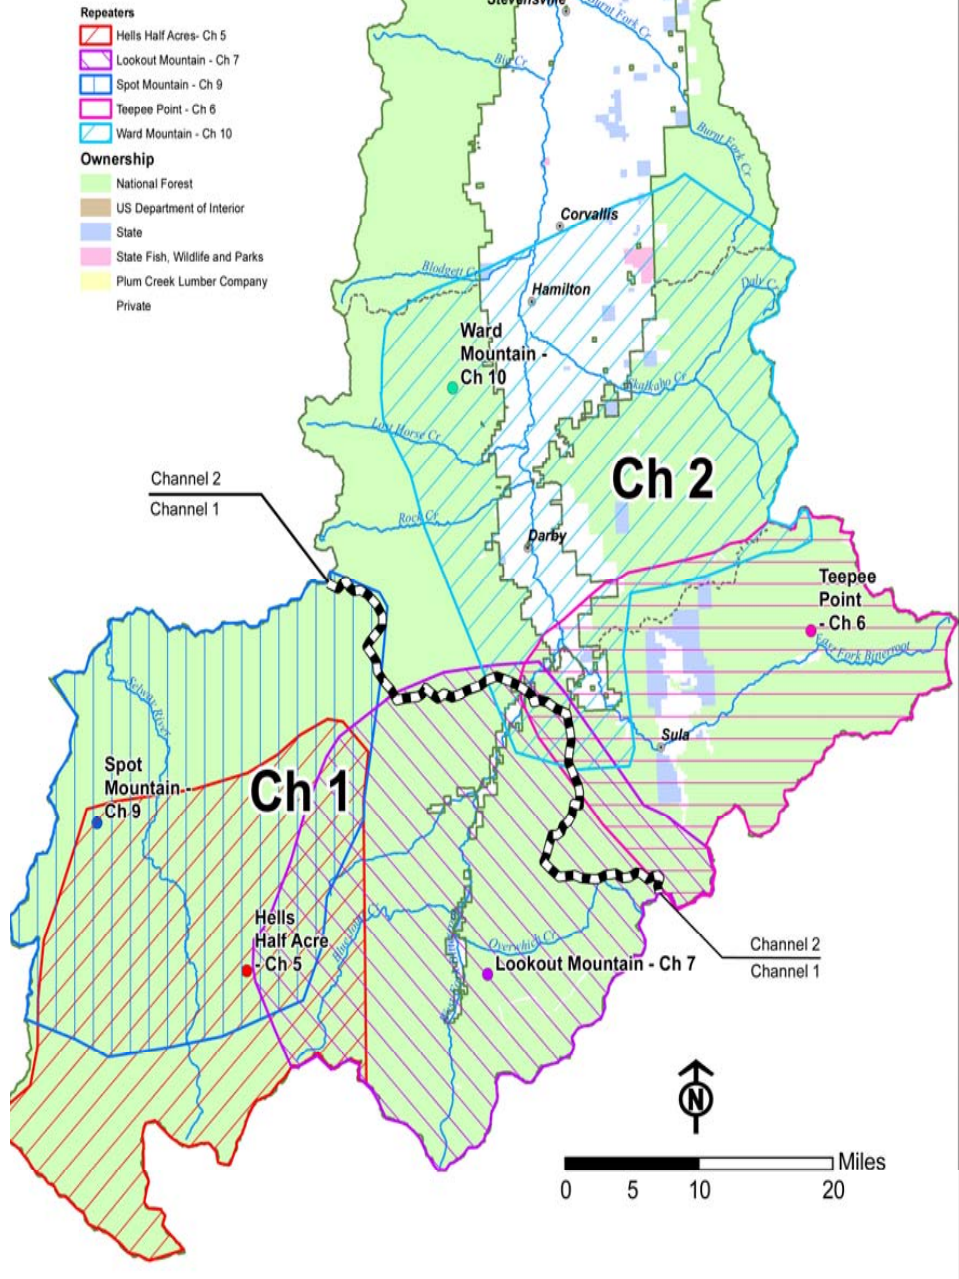 Stevensville
Burnt Fork Cr
Repeaters
Hells Half Acres- Ch 5
Lookout Mountain - Ch 7
Spot Mountain - Ch 9
Teepee Point - Ch 6
Ward Mountain - Ch 10
Ownership
National Forest
US Department of Interior
State
State Fish, Wildlife and Parks
Plum Creek Lumber Company
Private
Big Cr
Burnt Fork Cr
Corvallis
Blodgett Cr
Daly Cr
Hamilton
Ward
Mountain -
Ch 10
Skalkaho Cr
Lost Horse Cr
Ch 2
Channel 2
Channel 1
Rock Cr
Darby
Teepee
Point
- Ch 6
East Fork Bitterroot
Selway River
Sula
Spot
Mountain -
Ch 9
Ch 1
Hells
Half Acre
- Ch 5
Blue Joint Cr
Overwhich Cr
Lookout Mountain - Ch 7
Channel 2
Channel 1
N
Miles
0 5 10 20